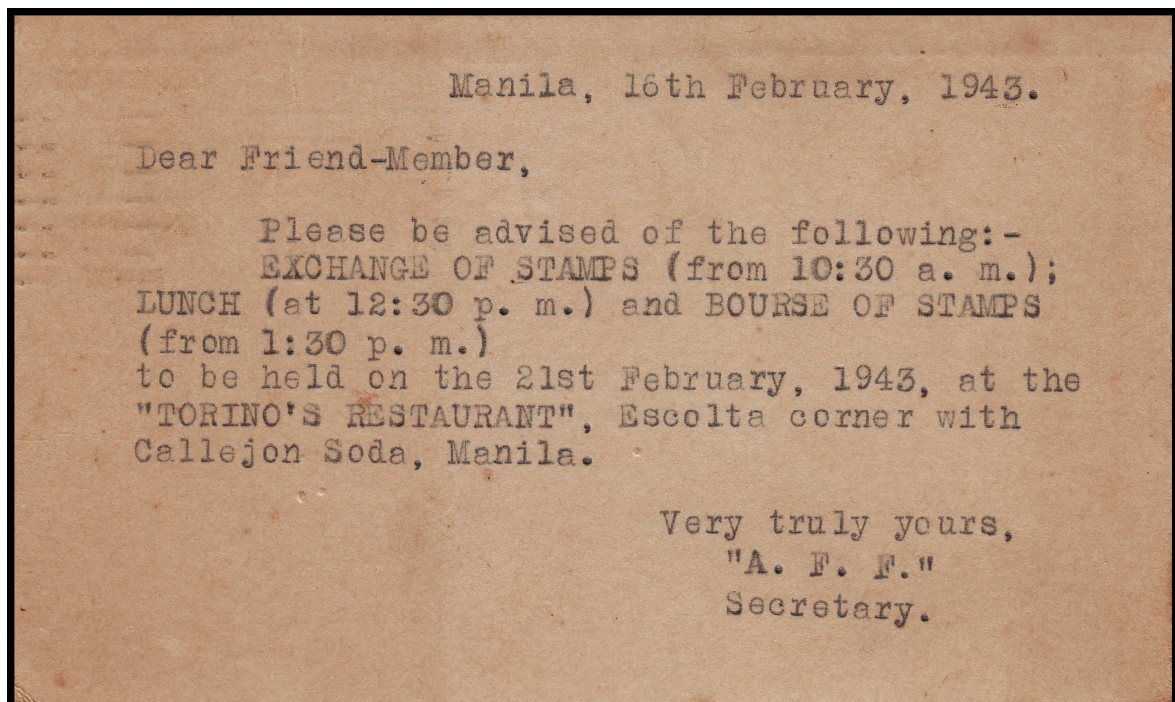 Manila, 16th February, 1943.
Dear Friend-Member,
Please be advised of the following:-
EXCHANGE OF STAMPS (from 10:30 a. m.);
LUNCH (at 12:30 p. m.) and BOURSE OF STAMPS
(from 1:30 p. m.)
to be held on the 21st February, 1943, at the
"TORINO'S RESTAURANT", Escolta corner with
Callejon Soda, Manila.
Very truly yours,
"A. F. F."
Secretary.